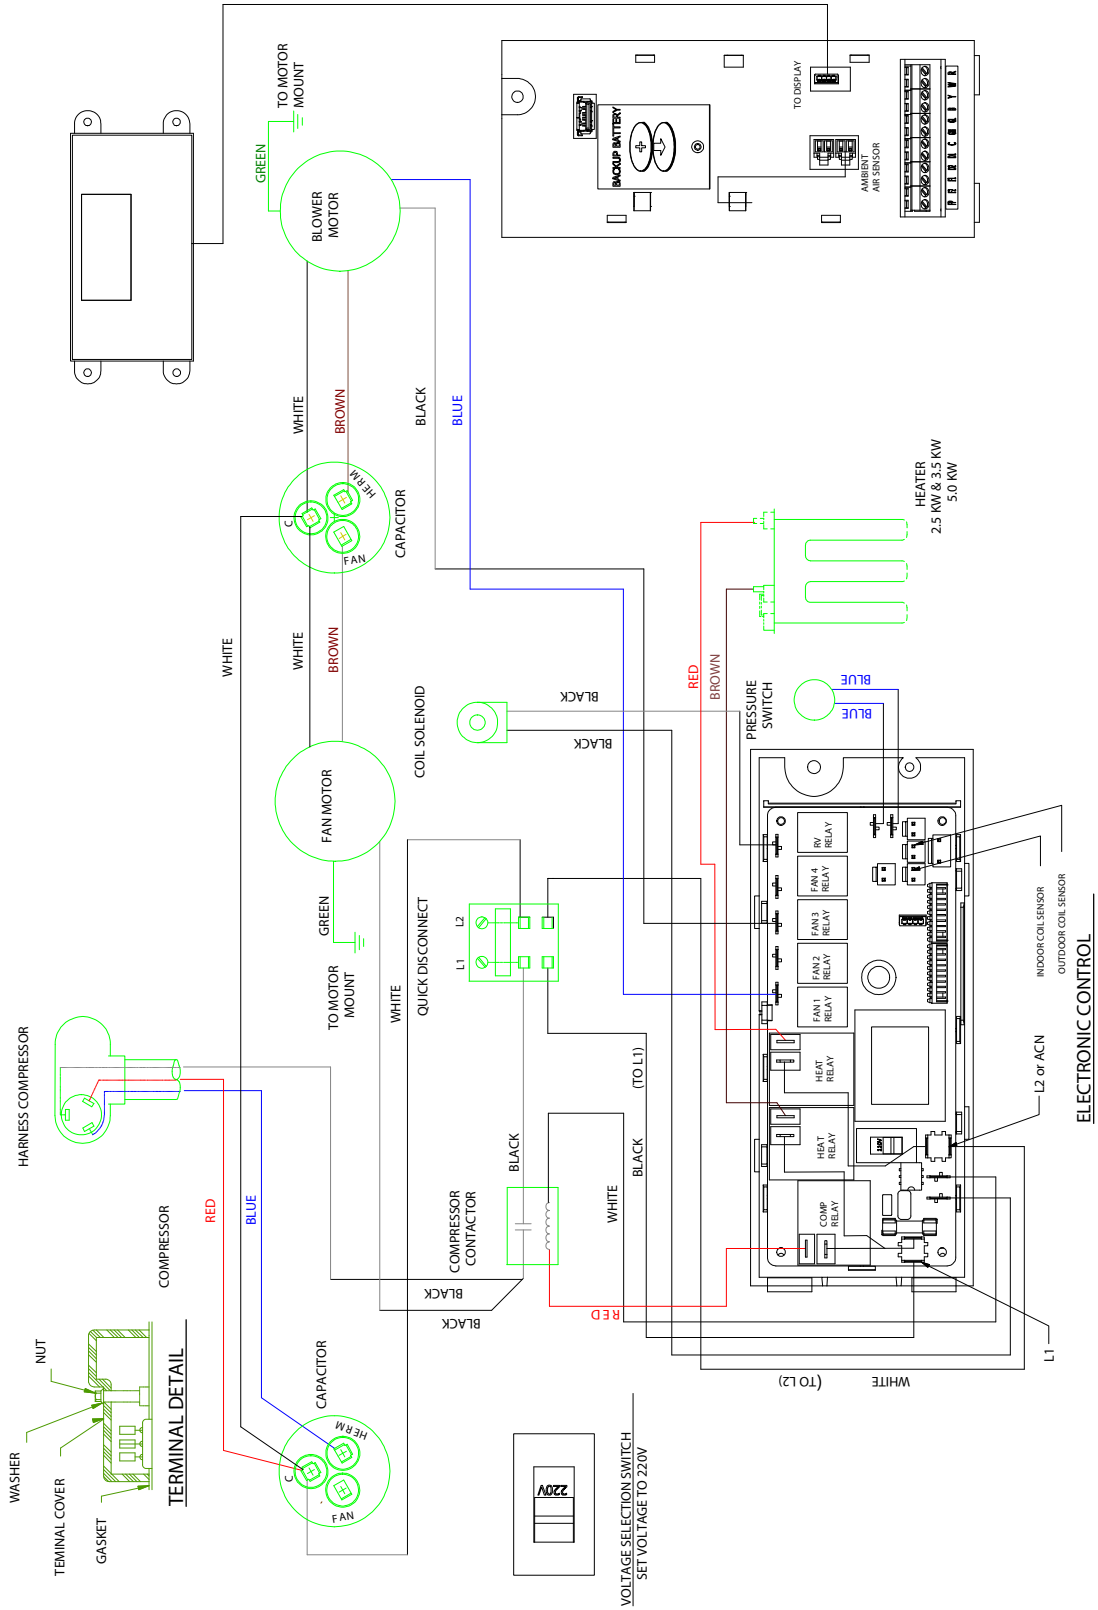 TO MOTOR
MOUNT
GREEN
BLOWER
MOTOR
BACKUP BATTERY
TO DISPLAY
AMBIENT
AIR SENSOR
WHITE
BROWN
BLACK
BLUE
C
HERM
FAN
CAPACITOR
HEATER
2.5 KW & 3.5 KW
5.0 KW
WHITE
WHITE
BROWN
COIL SOLENOID
BLACK
BLACK
RED
BROWN
PRESSURE
SWITCH
BLUE
BLUE
FAN MOTOR
GREEN
TO MOTOR
MOUNT
WHITE
QUICK DISCONNECT
L1
L2
RV
RELAY
FAN 4
RELAY
FAN 3
RELAY
FAN 2
RELAY
FAN 1
RELAY
HEAT
RELAY
HEAT
RELAY
COMP
RELAY
110V
INDOOR COIL SENSOR
OUTDOOR COIL SENSOR
L2 or ACN
L1
ELECTRONIC CONTROL
HARNESS COMPRESSOR
COMPRESSOR
RED
BLUE
BLACK
(TO L1)
BLACK
WHITE
COMPRESSOR
CONTACTOR
BLACK
BLACK
RED
WHITE
(TO L2)
CAPACITOR
C
HERM
FAN
NUT
WASHER
TEMINAL COVER
GASKET
TERMINAL DETAIL
220V
VOLTAGE SELECTION SWITCH
SET VOLTAGE TO 220V